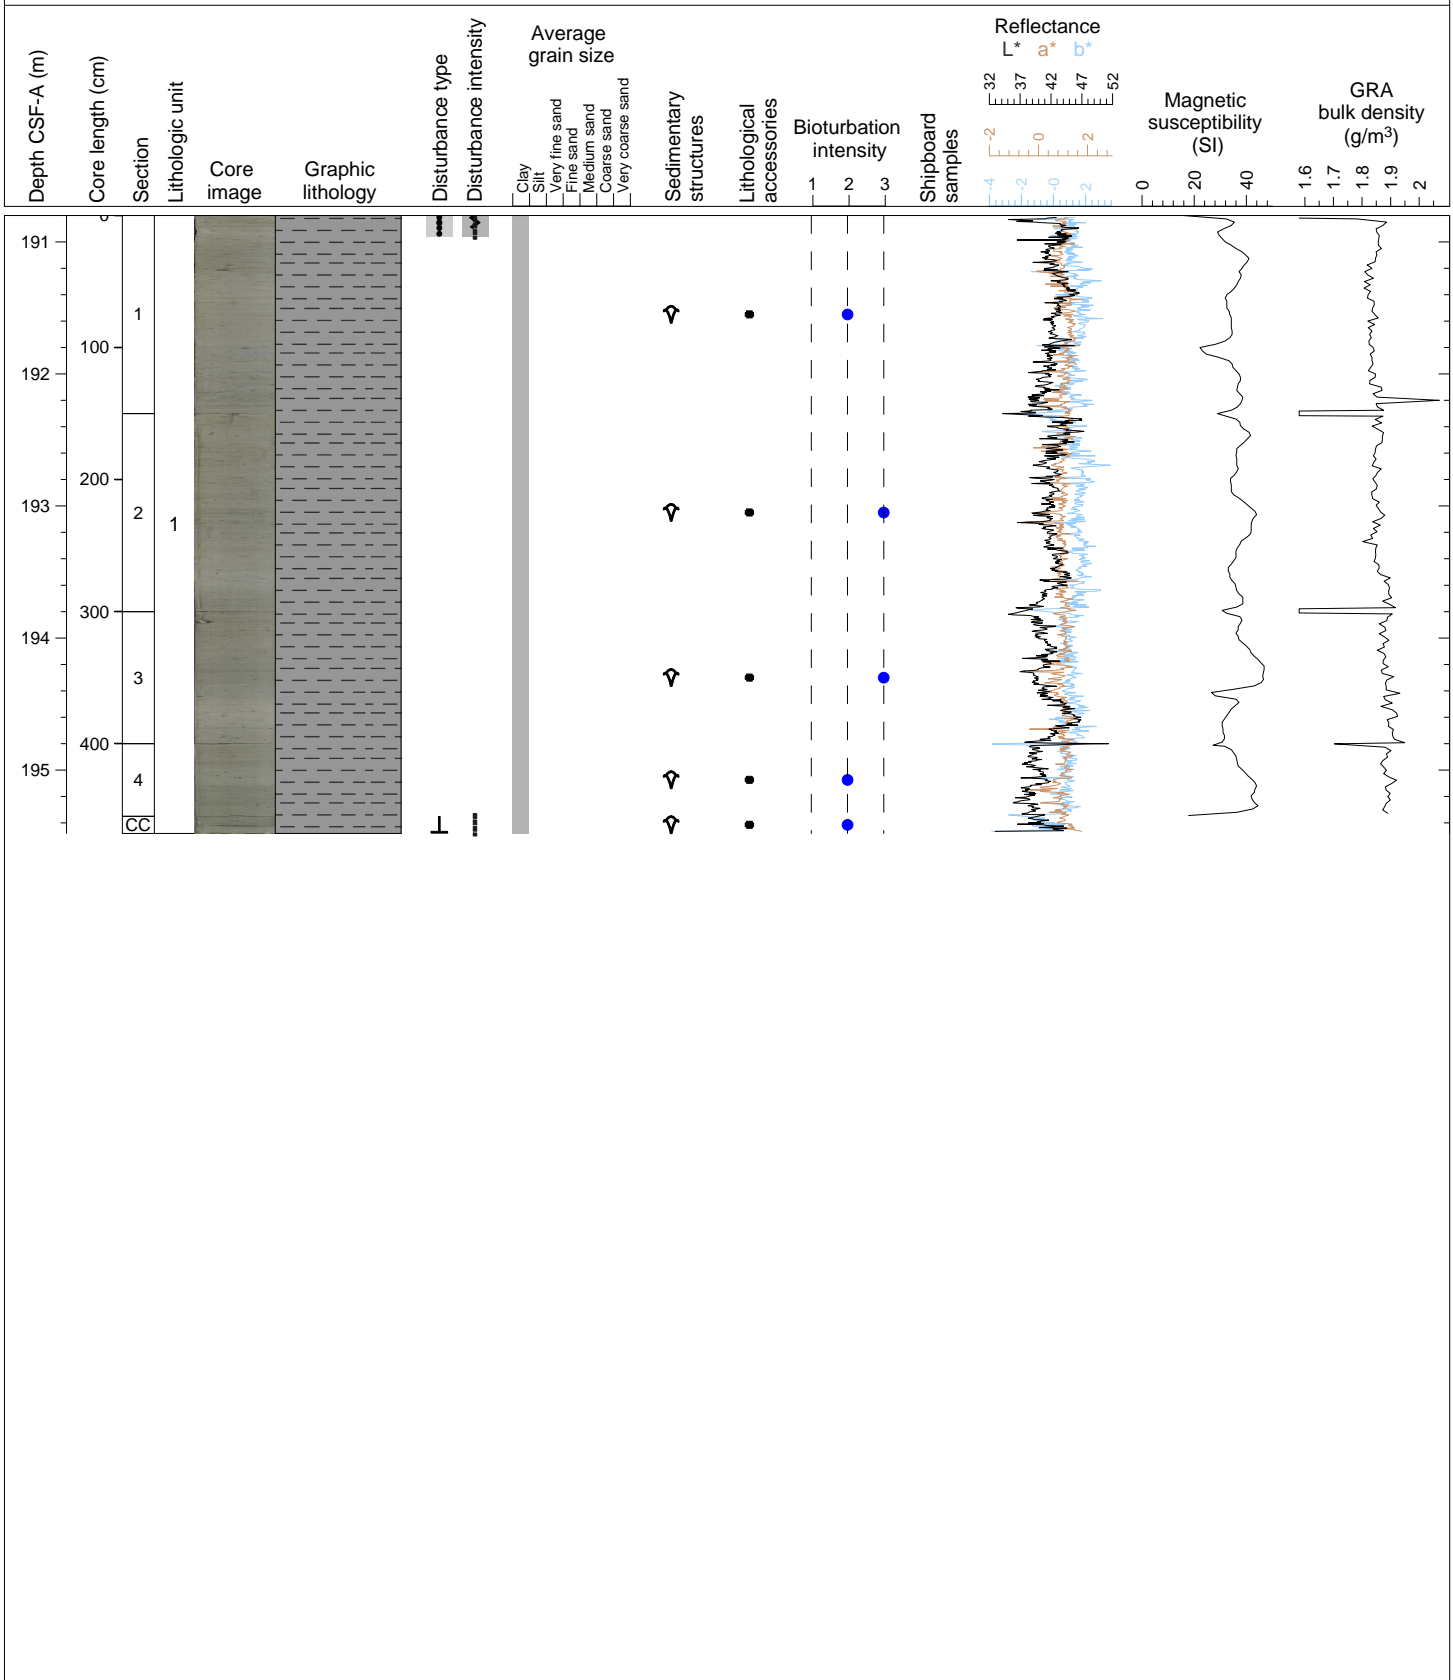 Depth CSF-A (m)
Core length (cm)
Section
Lithologic unit
Core
image
Graphic
lithology
Disturbance type
Disturbance intensity
Average
grain size
Clay
Silt
Very fine sand
Fine sand
Medium sand
Coarse sand
Very coarse sand
Sedimentary
structures
Lithological
accessories
Bioturbation
intensity
1 2 3
Shipboard
samples
Reflectance
L* a* b*
32 37 42 47 52
-2 0 2
-4 -2 -0 2
Magnetic
susceptibility
(SI)
0 20 40
GRA
bulk density
(g/m3)
1.6 1.7 1.8 1.9 2
0
191
1
100
192
200
193
2
1
300
194
3
400
195
4
CC